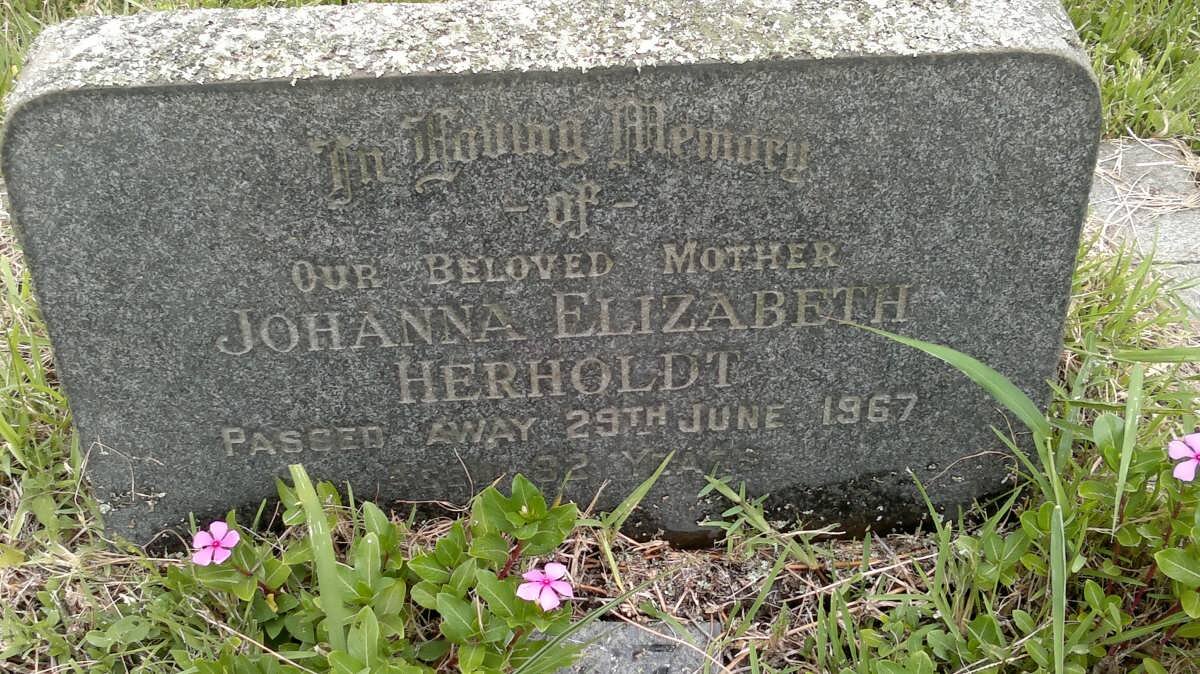 In Loving Memory
- of -
OUR BELOVED MOTHER
JOHANNA ELIZABETH
HERHOLDT
PASSED AWAY 29TH JUNE 1967